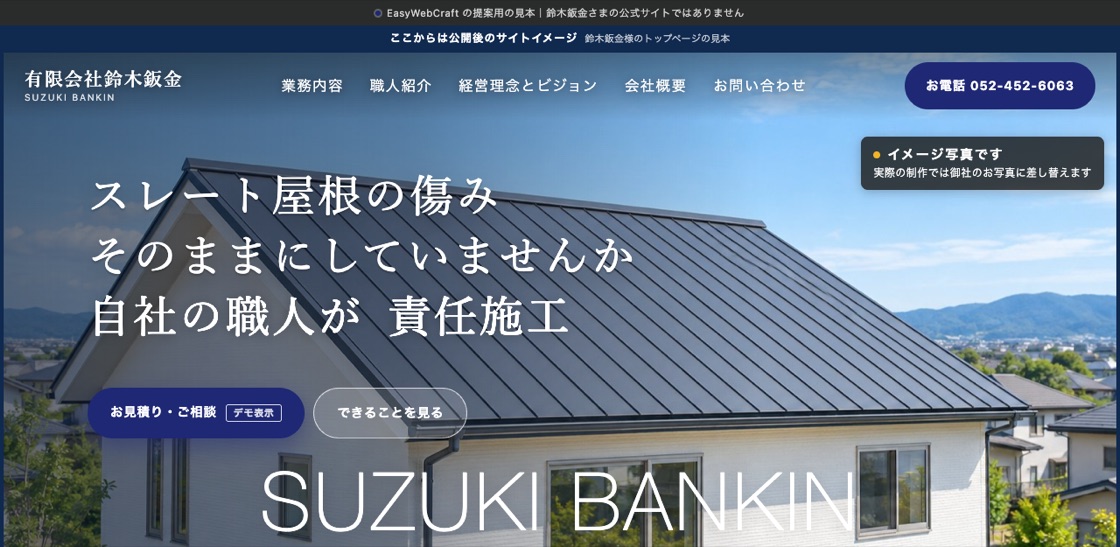 EasyWebCraft の提案用の見本｜鈴木鈑金さまの公式サイトではありません
ここからは公開後のサイトイメージ 鈴木鈑金様のトップページの見本
有限会社鈴木鈑金
SUZUKI BANKIN
業務内容 職人紹介 経営理念とビジョン 会社概要 お問い合わせ
お電話 052-452-6063
イメージ写真です
実際の制作では御社のお写真に差し替えます
スレート屋根の傷み
そのままにしていませんか
自社の職人が 責任施工
お見積り・ご相談 デモ表示
できることを見る
SUZUKI BANKIN